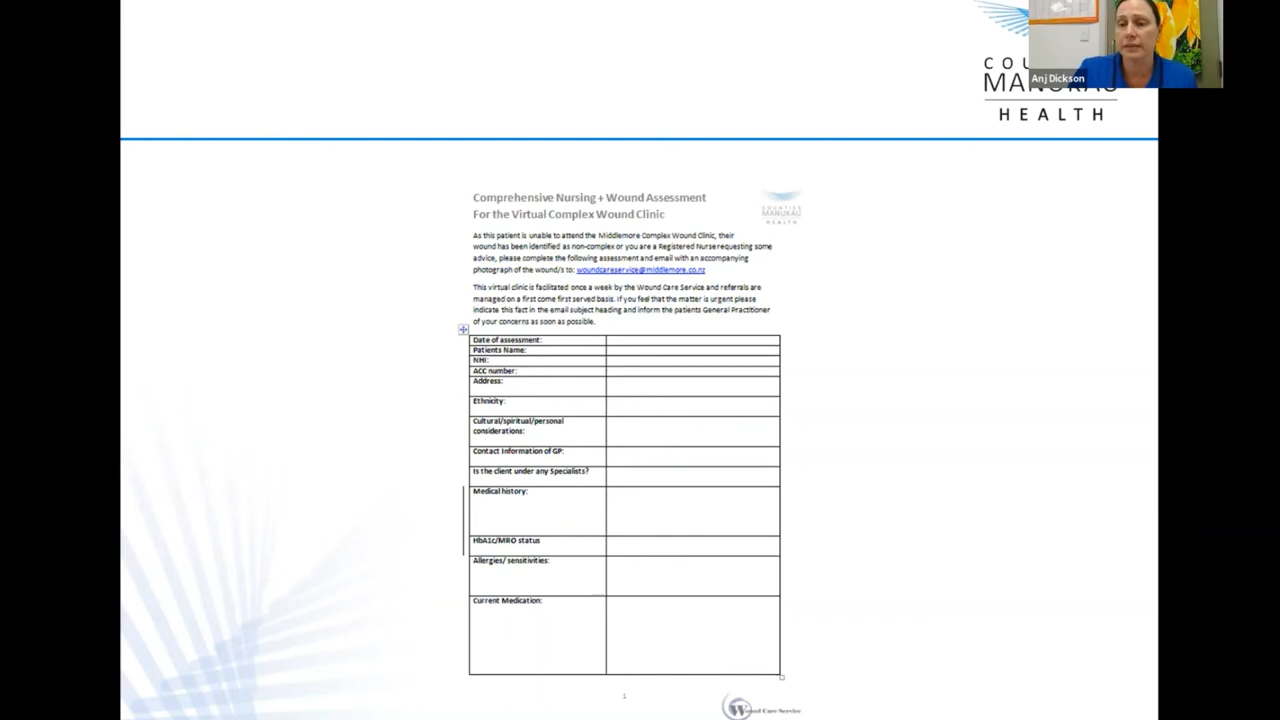 Anj Dickson
HEALTH
Comprehensive Nursing + Wound Assessment
For the Virtual Complex Wound Clinic
COUNTIES
MANUKAU
HEALTH
As this patient is unable to attend the Middlemore Complex Wound Clinic, their
wound has been identified as non-complex or you are a Registered Nurse requesting some
advice, please complete the following assessment and email with an accompanying
photograph of the wound/s to: woundcareservice@middlemore.co.nz
This virtual clinic is facilitated once a week by the Wound Care Service and referrals are
managed on a first come first served basis. If you feel that the matter is urgent please
indicate this fact in the email subject heading and inform the patients General Practitioner
of your concerns as soon as possible.
Date of assessment:
Patients Name:
NHI:
ACC number:
Address:
Ethnicity:
Cultural/spiritual/personal
considerations:
Contact Information of GP:
Is the client under any Specialists?
Medical history:
HbA1c/MRO status
Allergies/ sensitivities:
Current Medication:
1
Wound Care Service